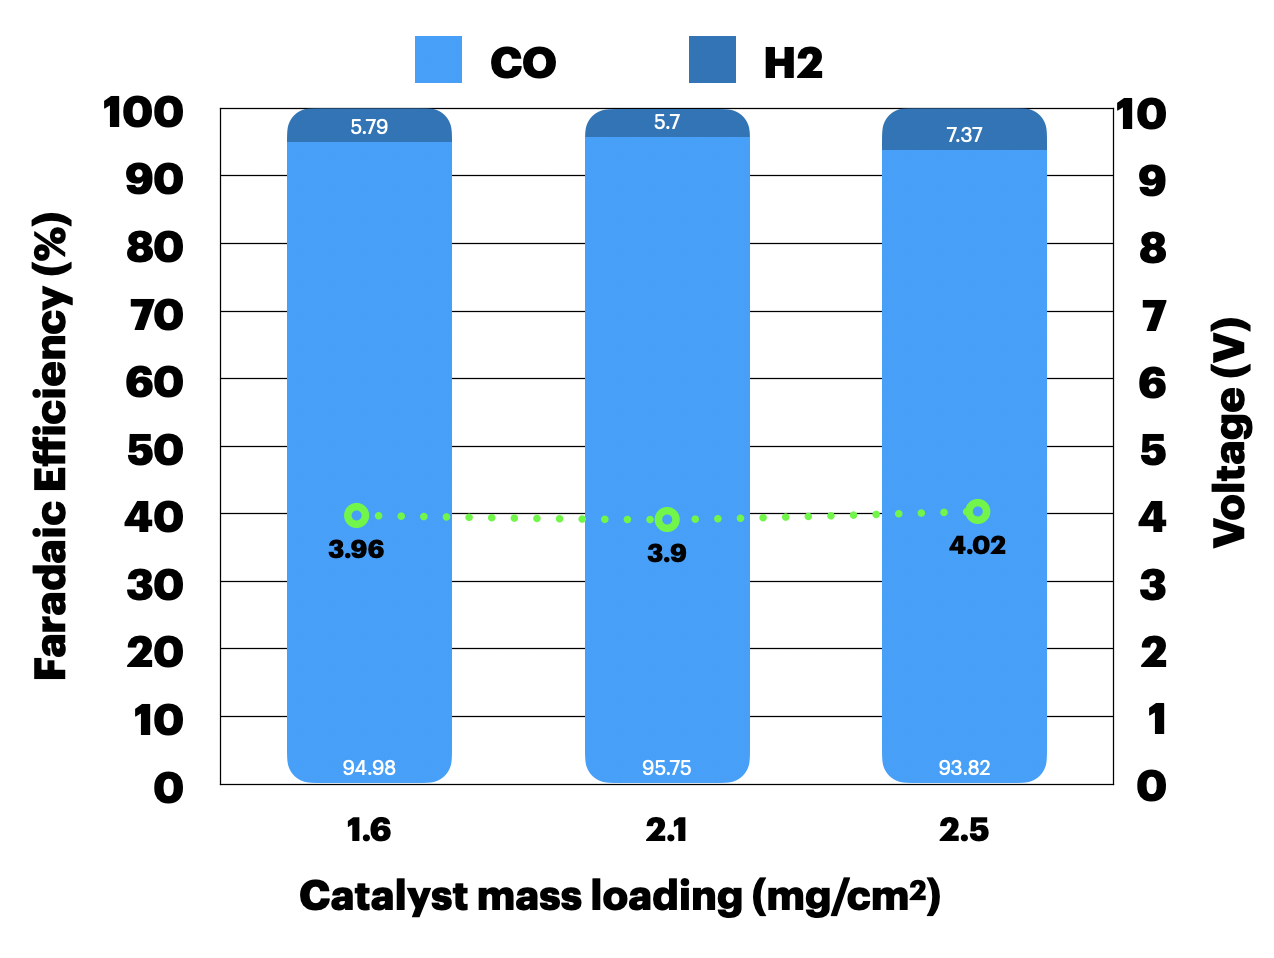 CO H2
100 10
5.79 5.7 7.37
90 9
80 8
70 7
60 6
50 5
40 4
3.96 3.9 4.02
30 3
20 2
10 1
94.98 95.75 93.82
0 0
1.6 2.1 2.5
Catalyst mass loading (mg/cm²)
Faradaic Efficiency (%)
Voltage (V)